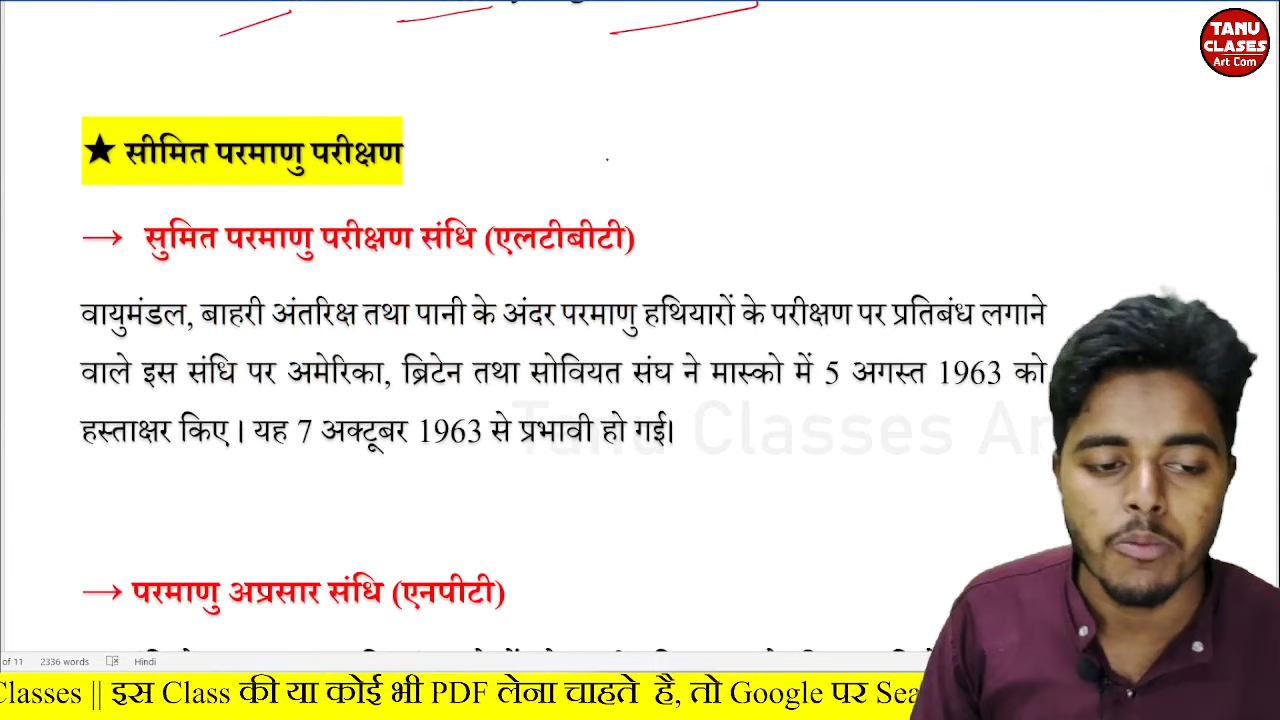 TANU
CLASES
Art Com
★ सीमित परमाणु परीक्षण
→ सुमित परमाणु परीक्षण संधि (एलटीबीटी)
वायुमंडल, बाहरी अंतरिक्ष तथा पानी के अंदर परमाणु हथियारों के परीक्षण पर प्रतिबंध लगाने
वाले इस संधि पर अमेरिका, ब्रिटेन तथा सोवियत संघ ने मास्को में 5 अगस्त 1963 को
हस्ताक्षर किए। यह 7 अक्टूबर 1963 से प्रभावी हो गई।
Tanu Classes Ar
→ परमाणु अप्रसार संधि (एनपीटी)
of 11 2336 words Hindi
Classes || इस Class की या कोई भी PDF लेना चाहते है, तो Google पर Sea